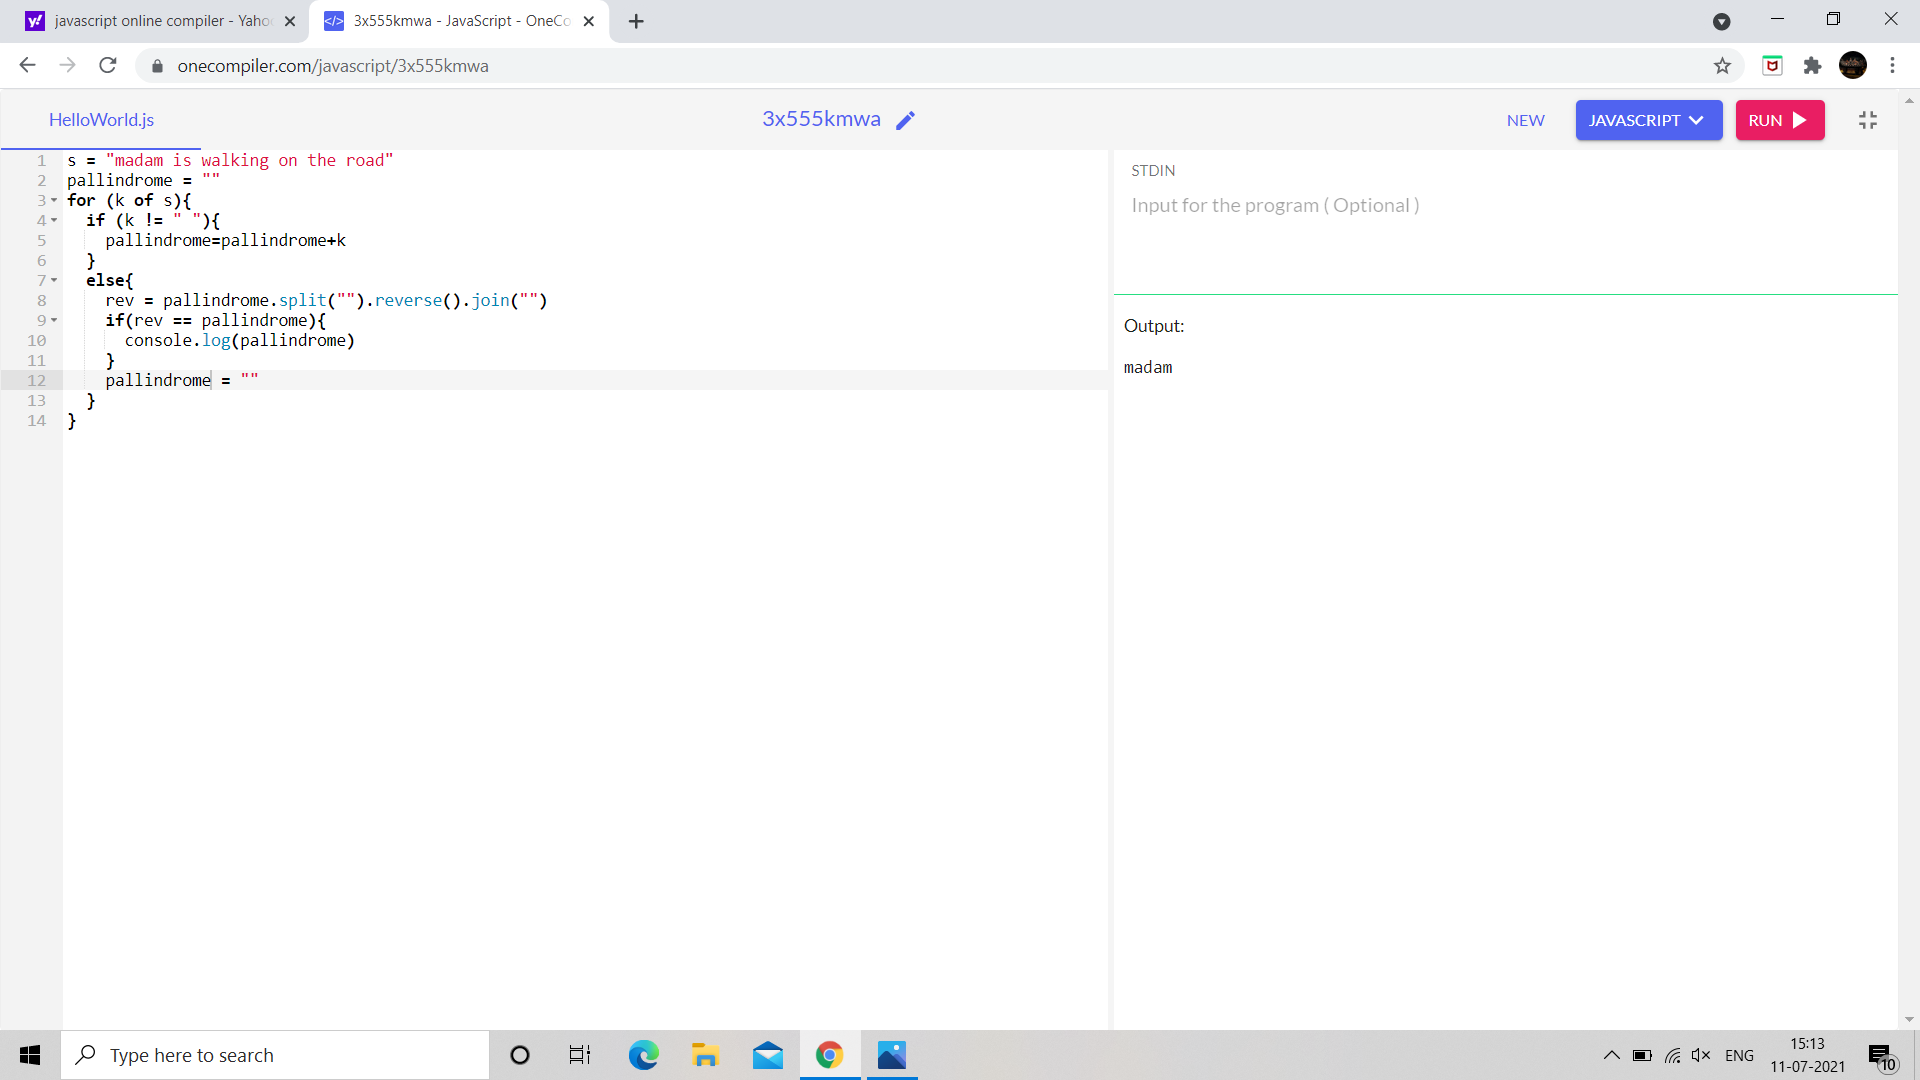 javascript online compiler - Yahoo
3x555kmwa - JavaScript - OneCo
onecompiler.com/javascript/3x555kmwa
HelloWorld.js
3x555kmwa
NEW
JAVASCRIPT
RUN
1 s = "madam is walking on the road"
2 pallindrome = ""
3 for (k of s){
4 if (k != " "){
5 pallindrome=pallindrome+k
6 }
7 else{
8 rev = pallindrome.split("").reverse().join("")
9 if(rev == pallindrome){
10 console.log(pallindrome)
11 }
12 pallindrome = ""
13 }
14 }
STDIN
Input for the program ( Optional )
Output:
madam
Type here to search
ENG
15:13
11-07-2021
10